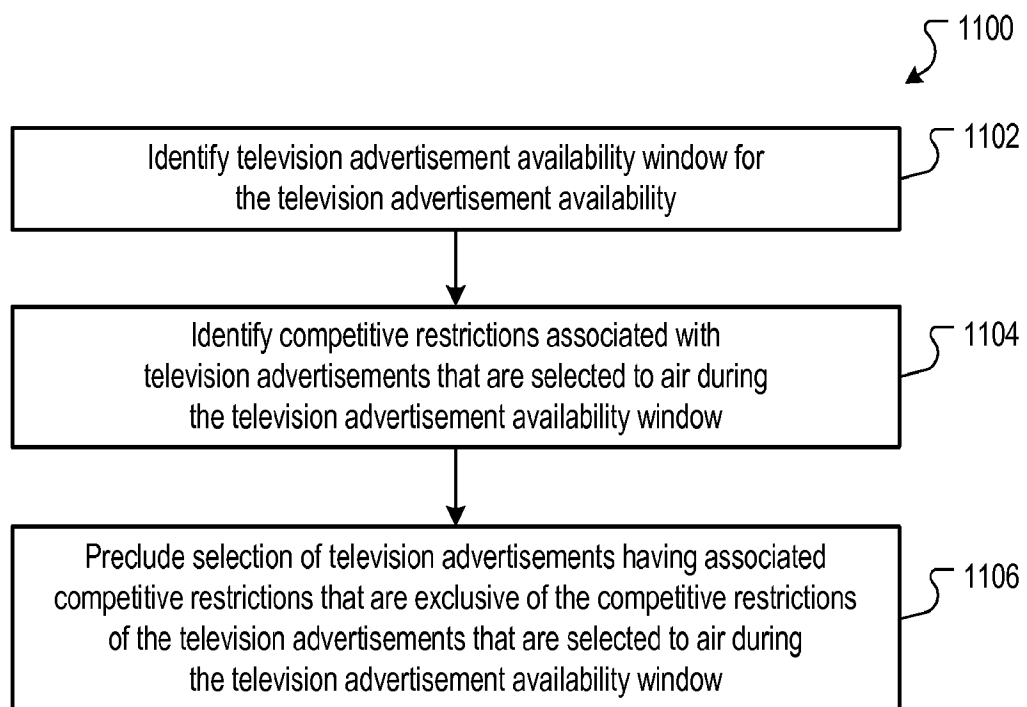 1100
Identify television advertisement availability window for
the television advertisement availability
1102
Identify competitive restrictions associated with
television advertisements that are selected to air during
the television advertisement availability window
1104
Preclude selection of television advertisements having associated
competitive restrictions that are exclusive of the competitive restrictions
of the television advertisements that are selected to air during
the television advertisement availability window
1106